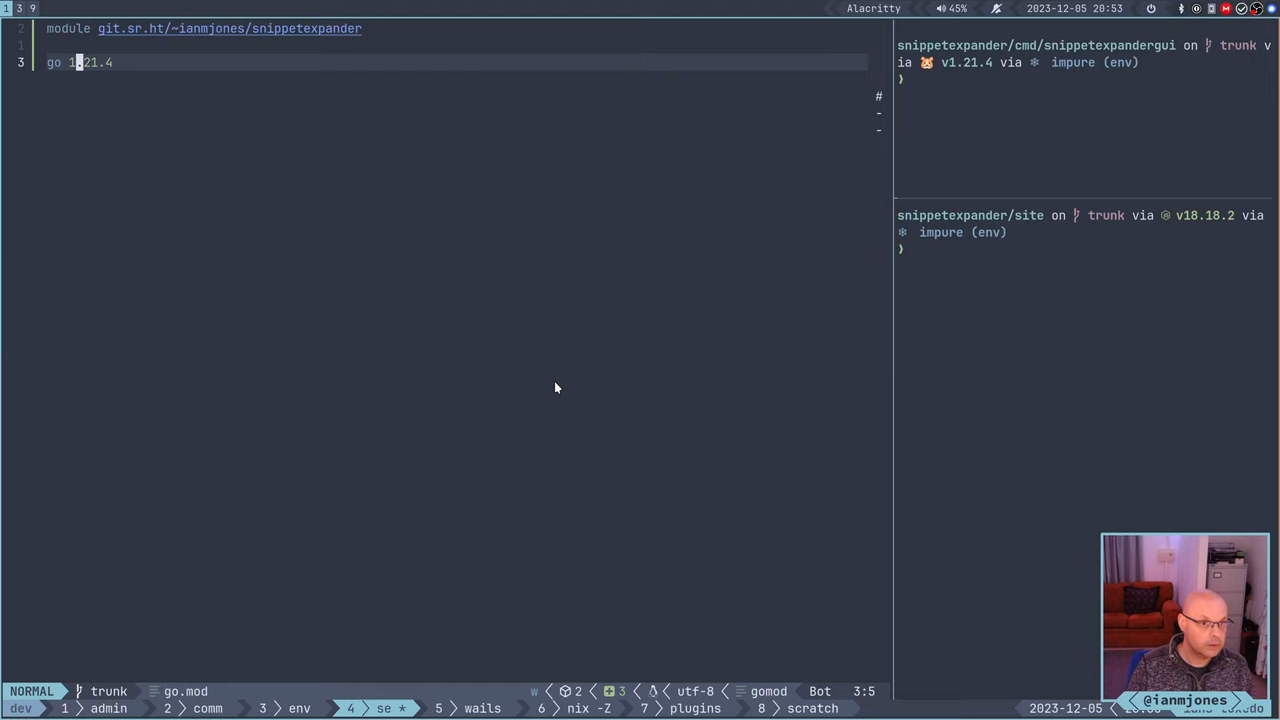 1 3 9
Alacritty
45%
M
2023-12-05 20:53
2 module git.sr.ht/~ianmjones/snippetexpander
1
3 go 1.21.4
#
-
-
snippetexpander/cmd/snippetexpandergui on trunk v
ia 🐹 v1.21.4 via ❄ impure (env)
❯
snippetexpander/site on trunk via v18.18.2 via
❄ impure (env)
❯
NORMAL trunk go.mod
w 2 3 utf-8 gomod Bot 3:5
dev 1 admin 2 comm 3 env 4 se * 5 wails 6 nix -Z 7 plugins 8 scratch
2023-12-05
@ianmjones